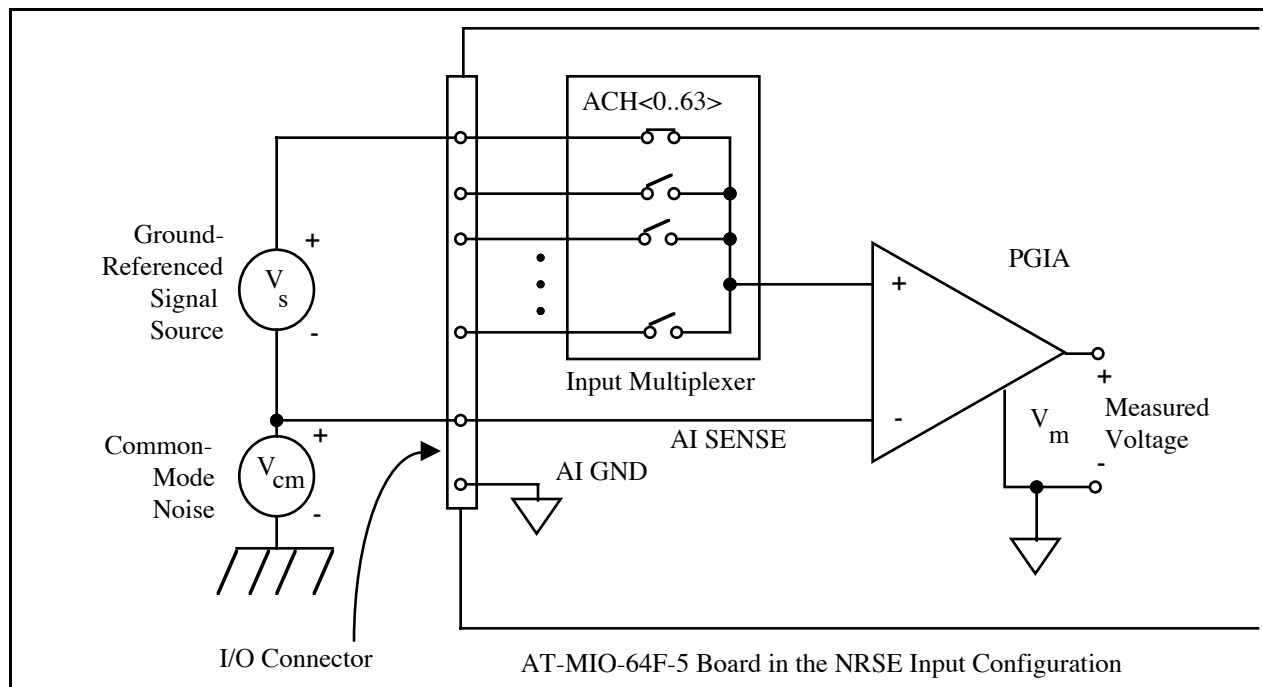 ACH<0..63>
Ground-
Referenced
Signal
Source
+
V
s
-
+
PGIA
-
+
V
m
-
Measured
Voltage
Input Multiplexer
AI SENSE
Common-
Mode
Noise
+
V
cm
-
AI GND
I/O Connector
AT-MIO-64F-5 Board in the NRSE Input Configuration